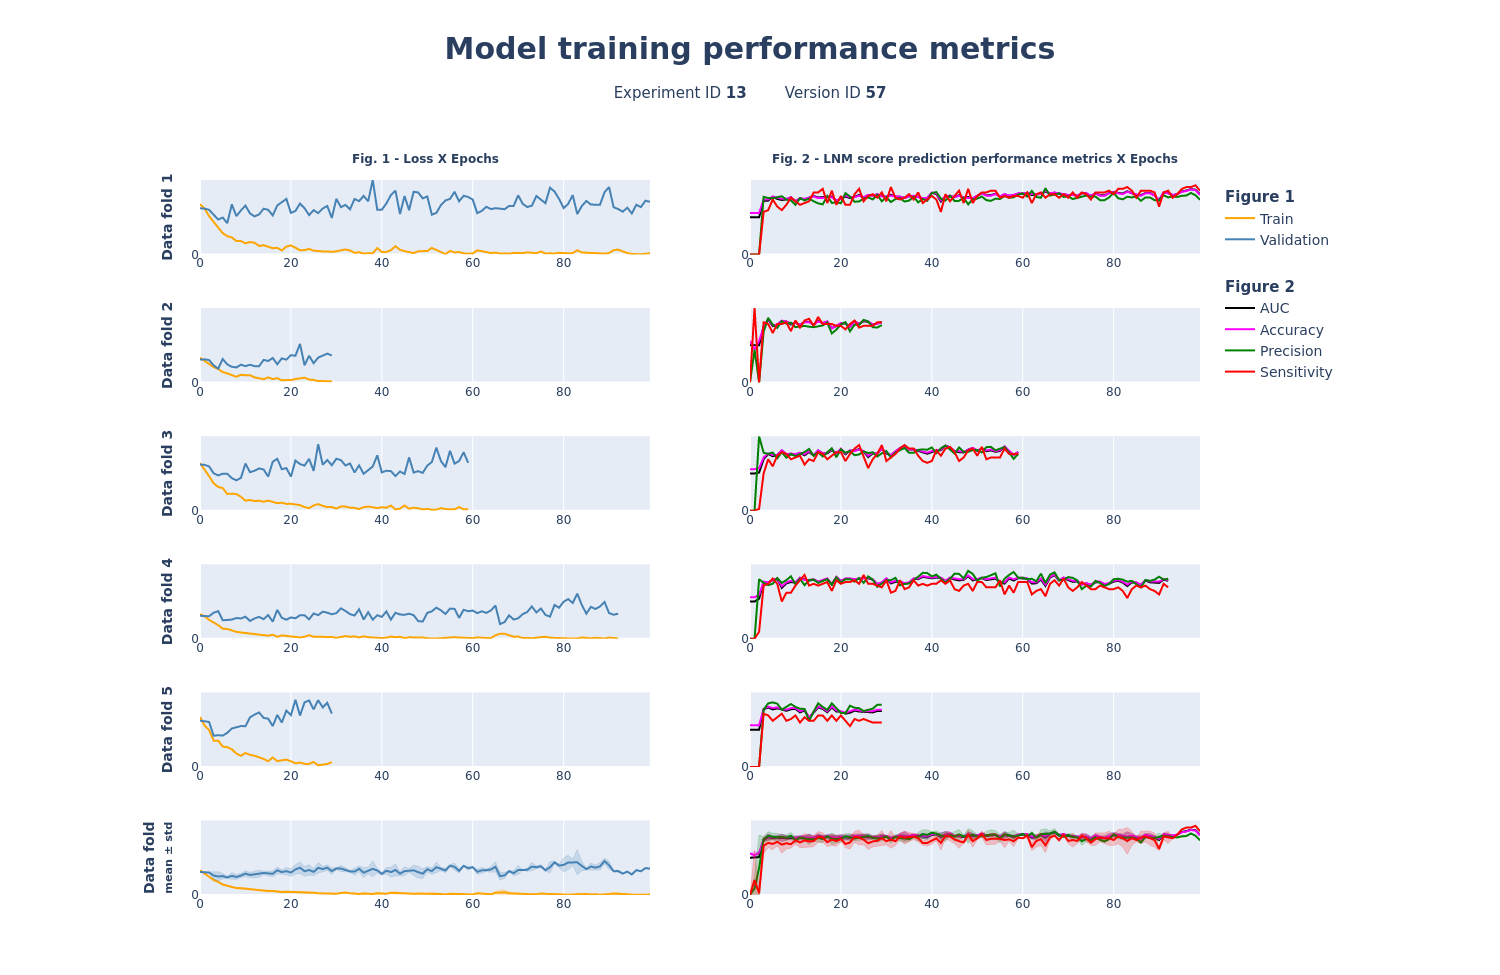 Model training performance metrics
Experiment ID 13 Version ID 57
Fig. 1 - Loss X Epochs
Fig. 2 - LNM score prediction performance metrics X Epochs
Data fold 1
0
0 20 40 60 80
0
0 20 40 60 80
Figure 1
Train
Validation
Figure 2
AUC
Accuracy
Precision
Sensitivity
Data fold 2
0
0 20 40 60 80
0
0 20 40 60 80
Data fold 3
0
0 20 40 60 80
0
0 20 40 60 80
Data fold 4
0
0 20 40 60 80
0
0 20 40 60 80
Data fold 5
0
0 20 40 60 80
0
0 20 40 60 80
Data fold
mean ± std
0
0 20 40 60 80
0
0 20 40 60 80